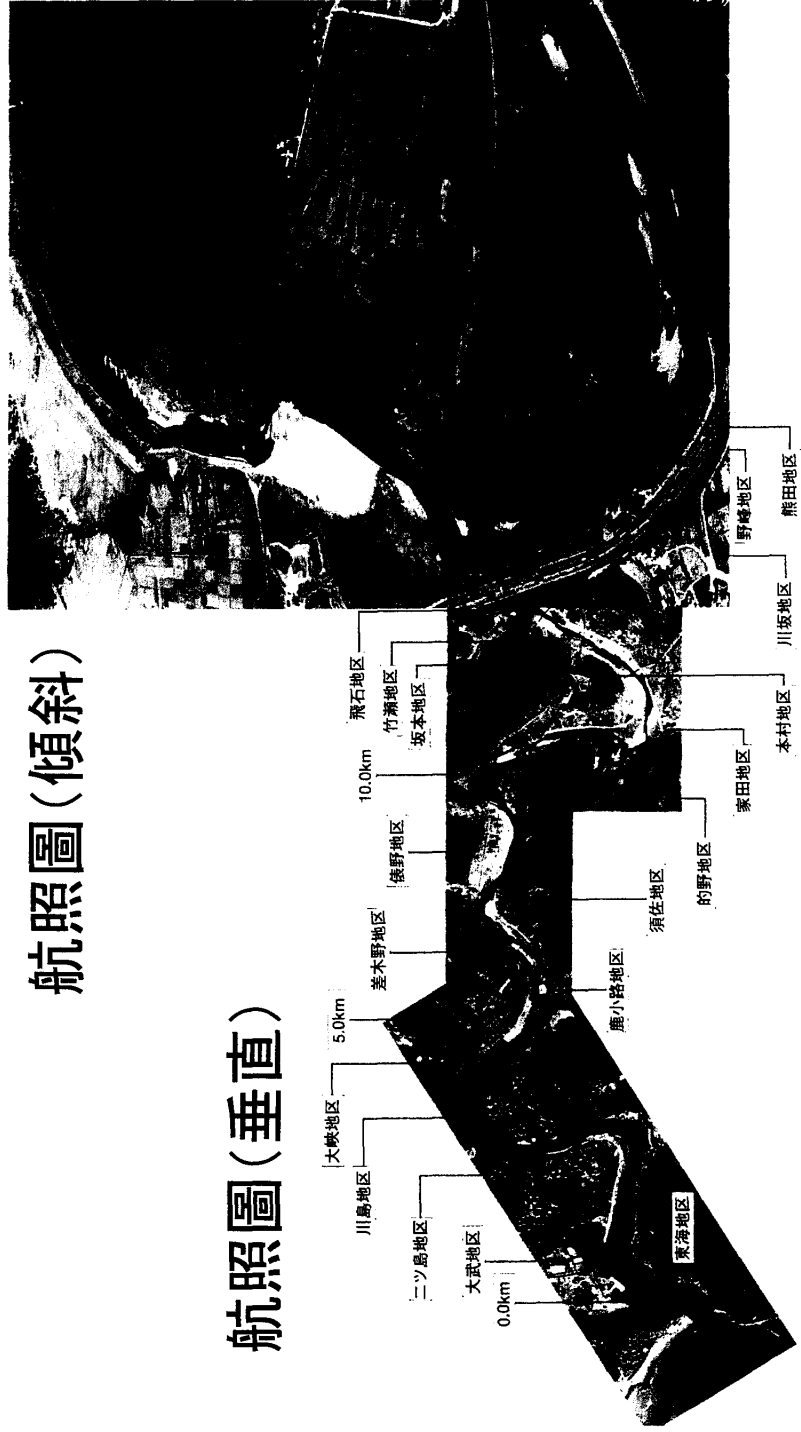 航照圖(傾斜)
航照圖(垂直)
大峡地区
5.0km
川島地区
飛石地区
10.0km
差木野地区
竹瀬地区
俵野地区
二ツ島地区
坂本地区
大武地区
0.0km
鹿小路地区
須佐地区
東海地区
的野地区
家田地区
野峰地区
本村地区
川坂地区
熊田地区